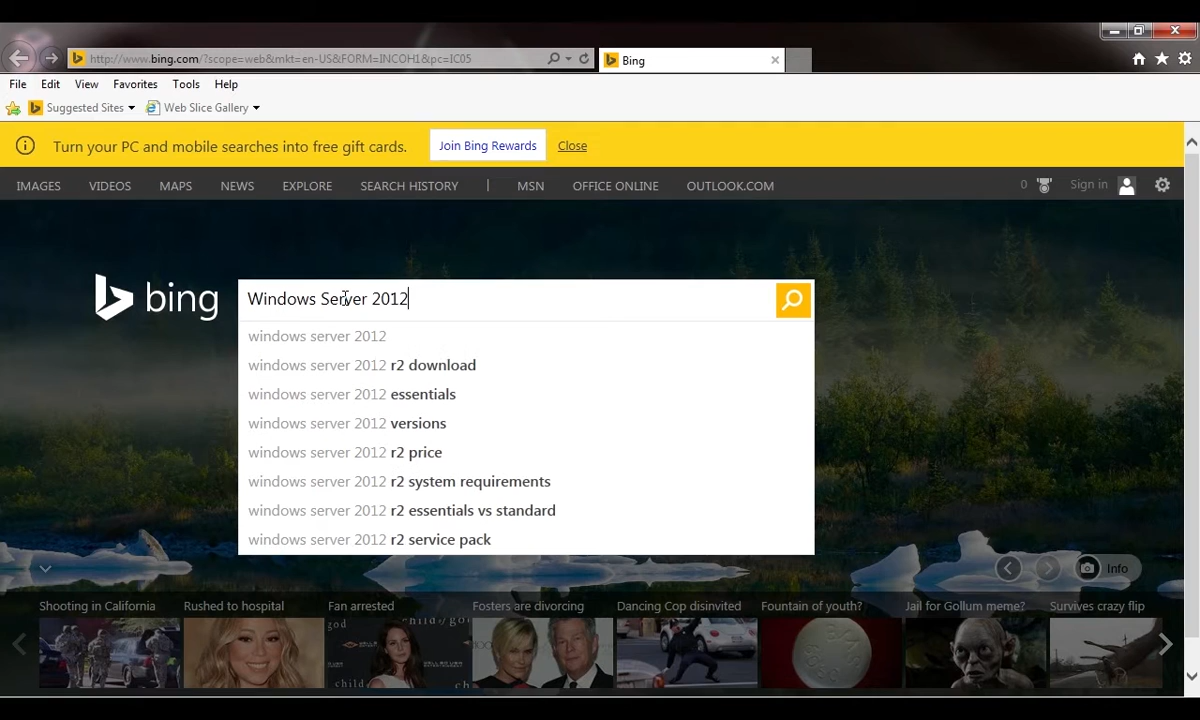 http://www.bing.com/?scope=web&mkt=en-US&FORM=INCOH1&pc=IC05
Bing
File Edit View Favorites Tools Help
Suggested Sites Web Slice Gallery
Turn your PC and mobile searches into free gift cards. Join Bing Rewards Close
IMAGES VIDEOS MAPS NEWS EXPLORE SEARCH HISTORY | MSN OFFICE ONLINE OUTLOOK.COM 0 Sign in
bing Windows Server 2012
windows server 2012
windows server 2012 r2 download
windows server 2012 essentials
windows server 2012 versions
windows server 2012 r2 price
windows server 2012 r2 system requirements
windows server 2012 r2 essentials vs standard
windows server 2012 r2 service pack
Info
Shooting in California Rushed to hospital Fan arrested Fosters are divorcing Dancing Cop disinvited Fountain of youth? Jail for Gollum meme? Survives crazy flip